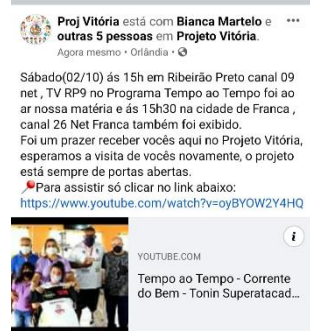 Proj Vitória está com Bianca Martelo e
outras 5 pessoas em Projeto Vitória.
Agora mesmo • Orlândia •
Sábado(02/10) ás 15h em Ribeirão Preto canal 09
net , TV RP9 no Programa Tempo ao Tempo foi ao
ar nossa matéria e ás 15h30 na cidade de Franca ,
canal 26 Net Franca também foi exibido.
Foi um prazer receber vocês aqui no Projeto Vitória,
esperamos a visita de vocês novamente, o projeto
está sempre de portas abertas.
📍Para assistir só clicar no link abaixo:
https://www.youtube.com/watch?v=oyBYOW2Y4HQ
YOUTUBE.COM
Tempo ao Tempo - Corrente
do Bem - Tonin Superatacad...